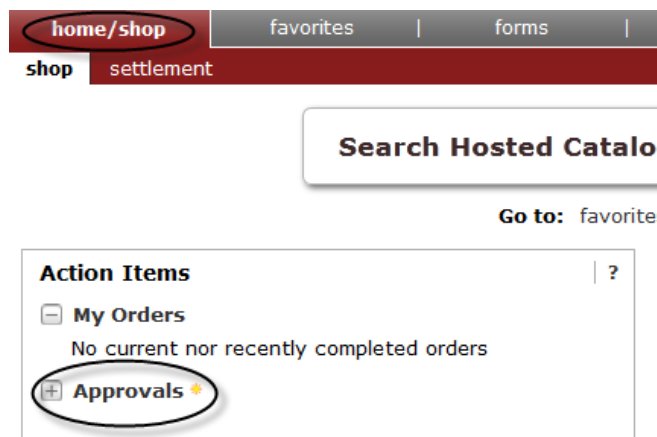 home/shop favorites | forms |
shop settlement
Search Hosted Catalo
Go to: favorite
Action Items ?
My Orders
No current nor recently completed orders
Approvals